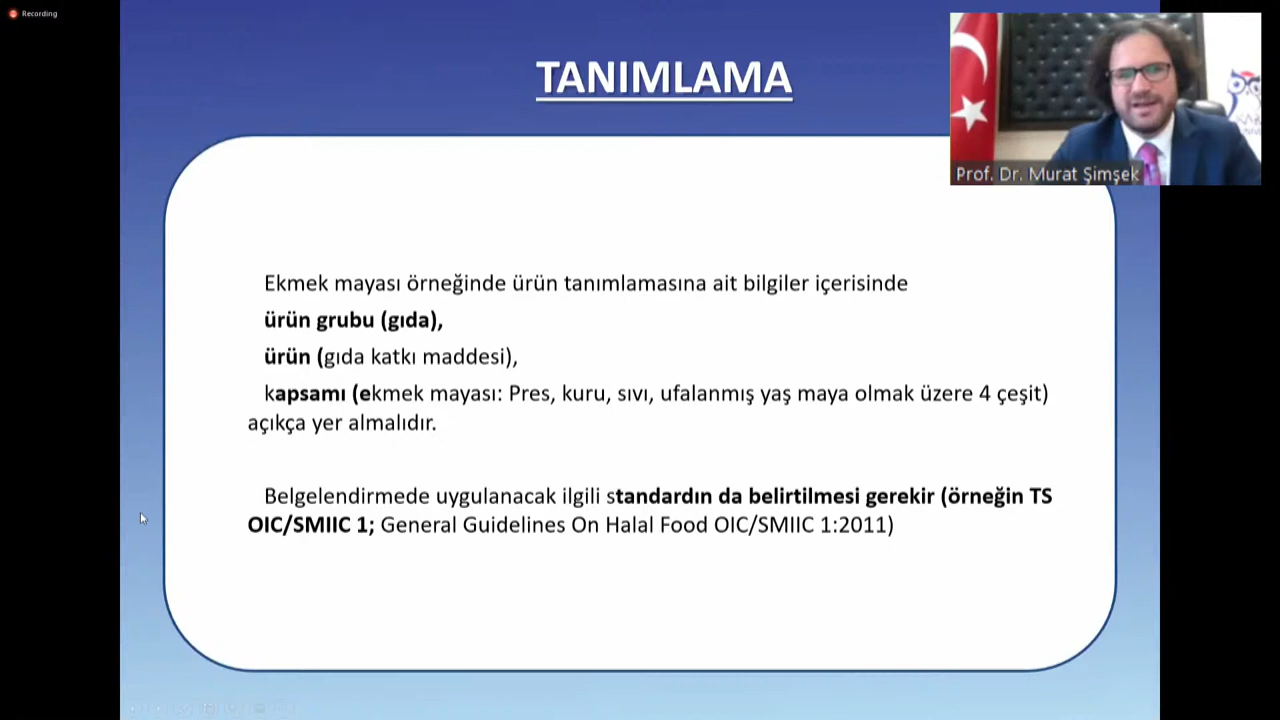 Recording
TANIMLAMA
Prof. Dr. Murat Şimşek
Ekmek mayası örneğinde ürün tanımlamasına ait bilgiler içerisinde
ürün grubu (gıda),
ürün (gıda katkı maddesi),
kapsamı (ekmek mayası: Pres, kuru, sıvı, ufalanmış yaş maya olmak üzere 4 çeşit)
açıkça yer almalıdır.
Belgelendirmede uygulanacak ilgili standardın da belirtilmesi gerekir (örneğin TS
OIC/SMIIC 1; General Guidelines On Halal Food OIC/SMIIC 1:2011)